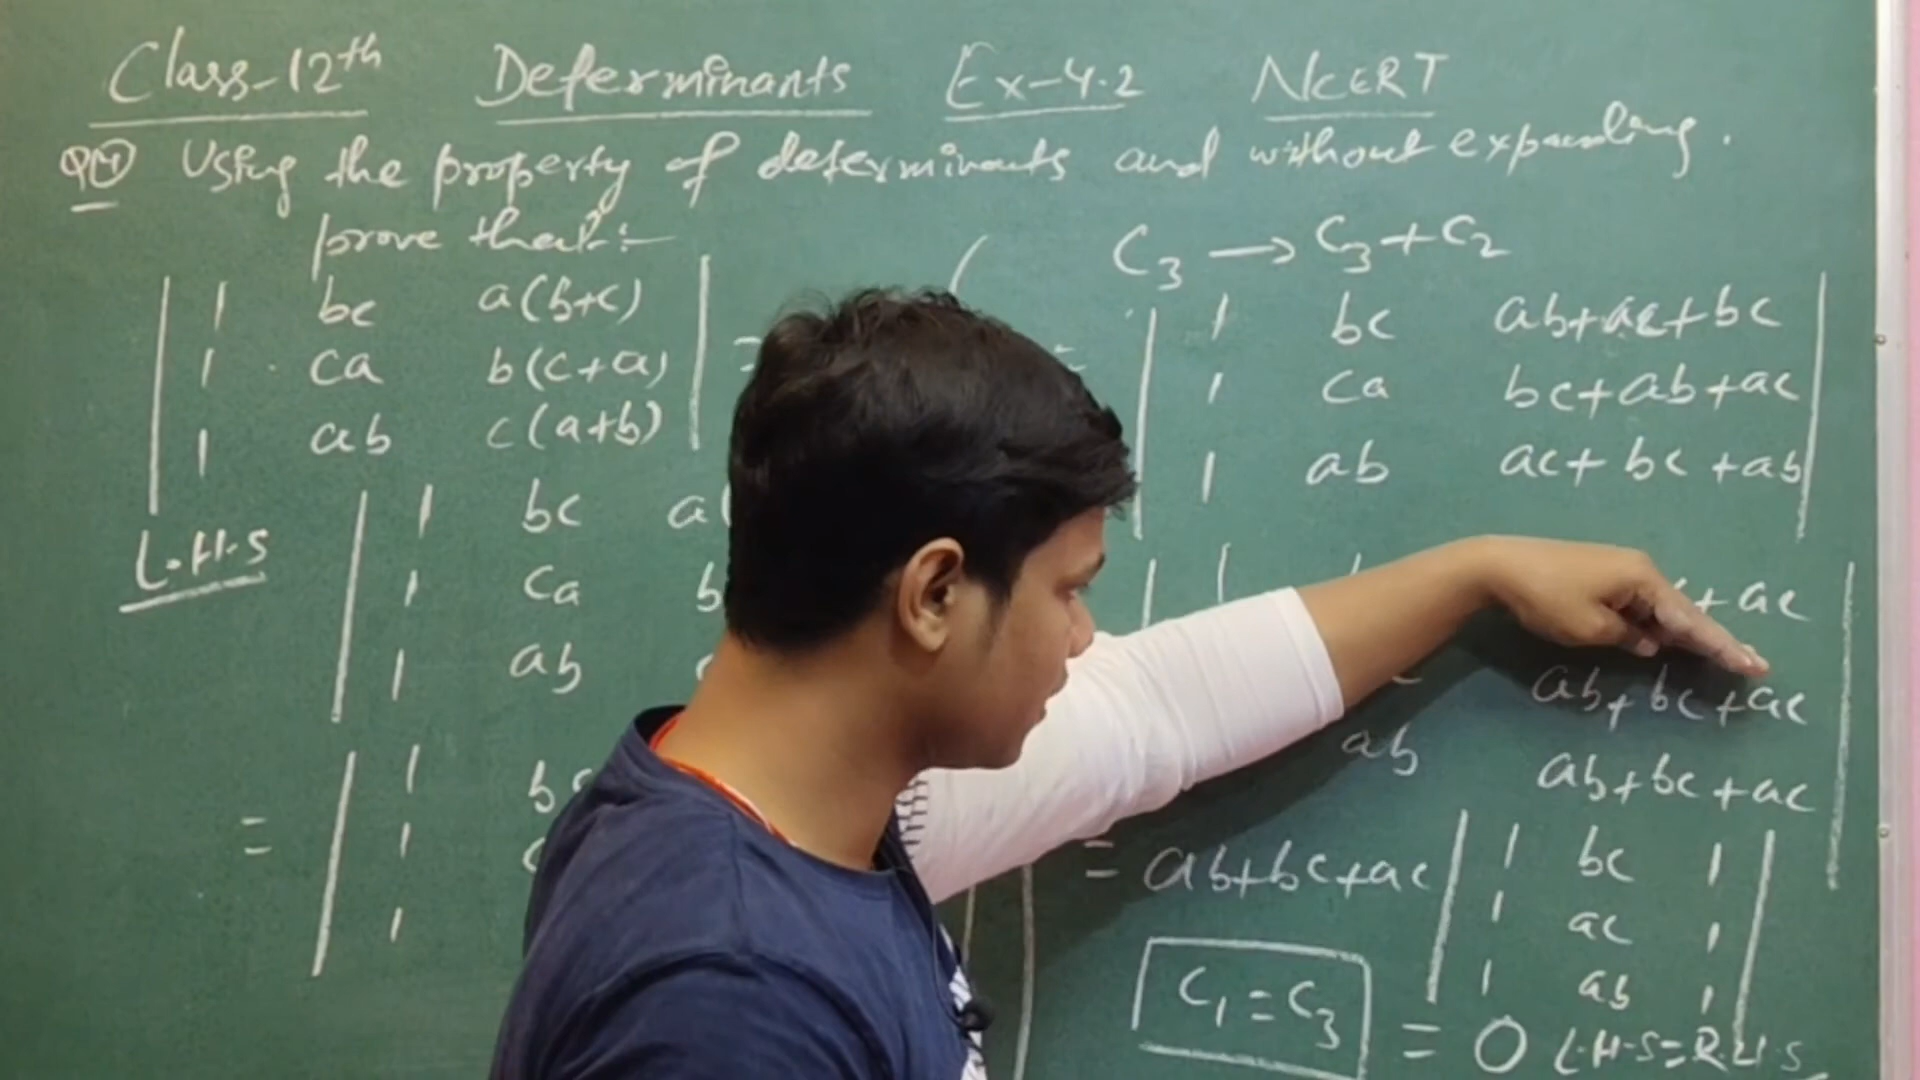 Class-12th Determinants Ex-4.2 NCERT
Q4 Using the property of determinants and without expanding.
prove that:-
| 1 bc a(b+c) |
| 1 ca b(c+a) | =
| 1 ab c(a+b) |
L.H.S | 1 bc a(
| 1 ca b
| 1 ab
= | 1 b
| 1
| 1
C3 → C3+C2
= | 1 bc ab+ac+bc |
| 1 ca bc+ab+ac |
| 1 ab ac+bc+ab |
| 1 +ac |
ab+bc+ac |
ab ab+bc+ac |
= ab+bc+ac | 1 bc 1 |
| 1 ac 1 |
| 1 ab 1 |
C1 = C3 = 0 L.H.S=R.H.S